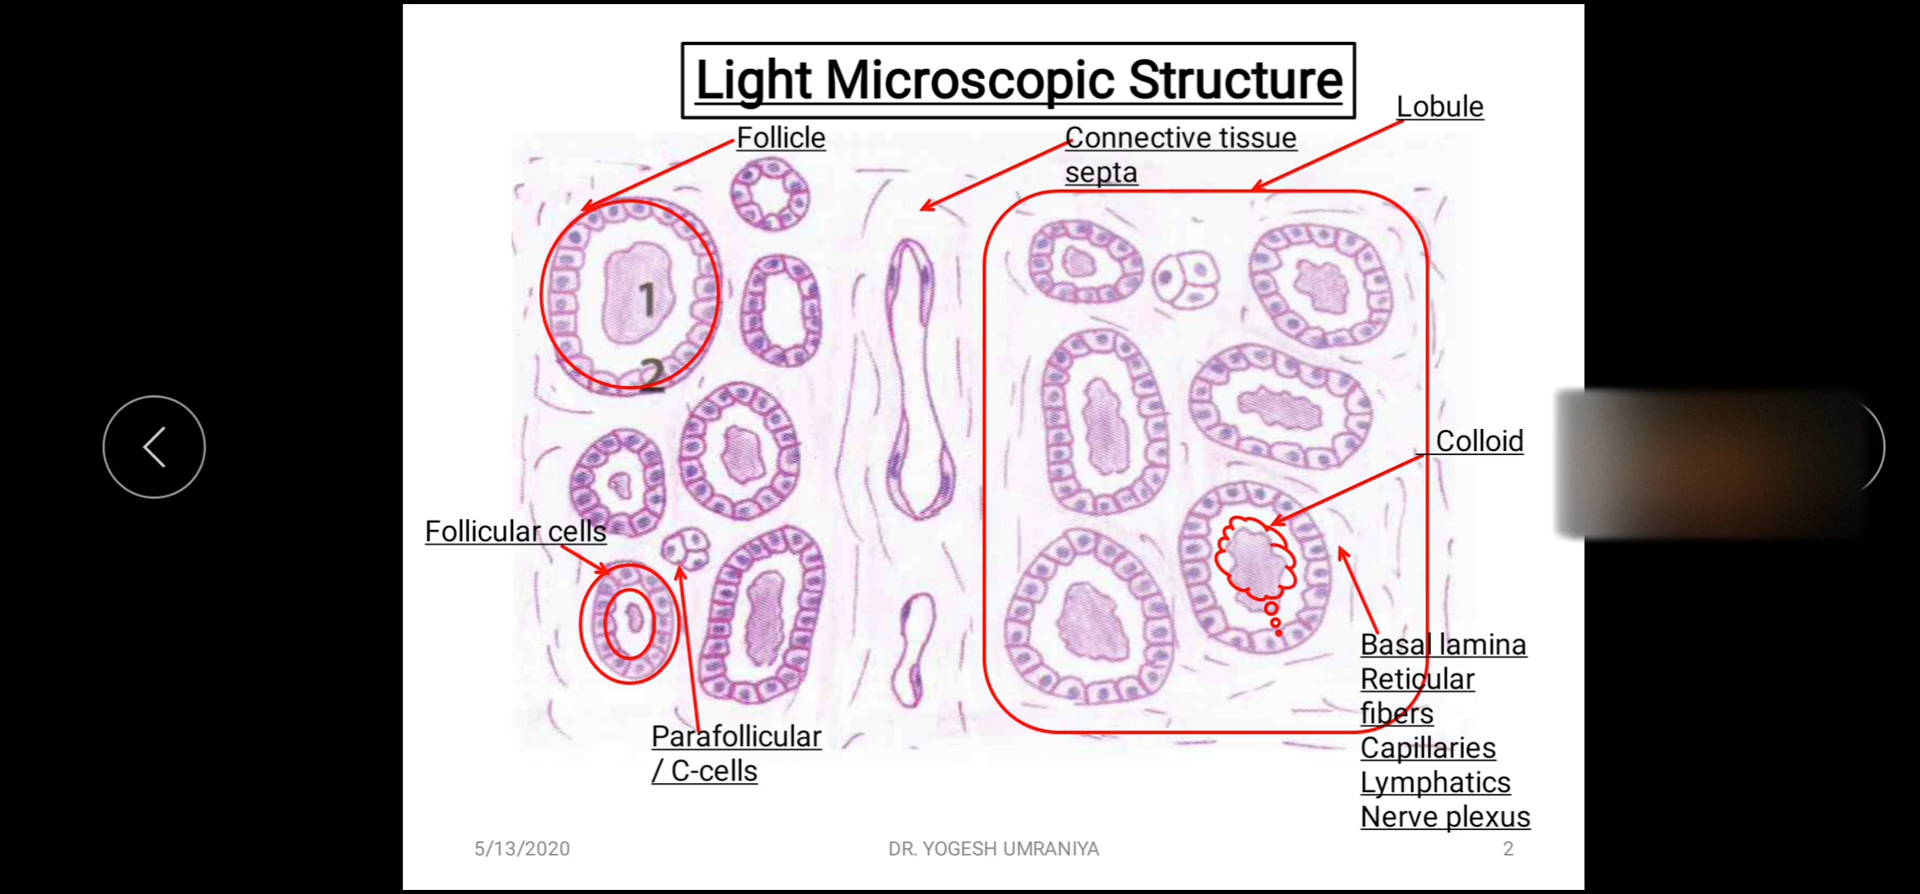 Light Microscopic Structure
Lobule
Follicle
Connective tissue
septa
1
2
Colloid
Follicular cells
Basal lamina
Reticular
fibers
Capillaries
Lymphatics
Nerve plexus
Parafollicular
/ C-cells
5/13/2020
DR. YOGESH UMRANIYA
2